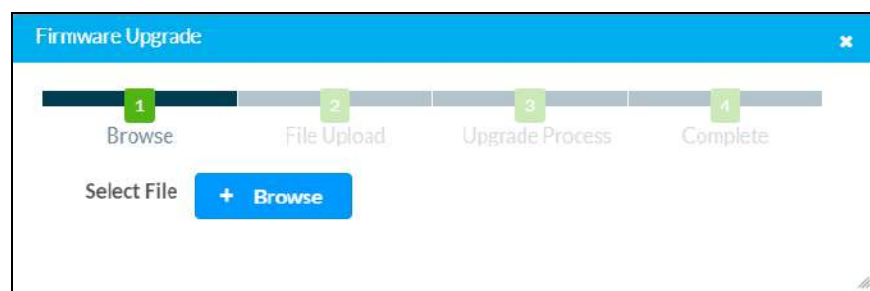 Firmware Upgrade ×
1 2 3 4
Browse File Upload Upgrade Process Complete
Select File + Browse